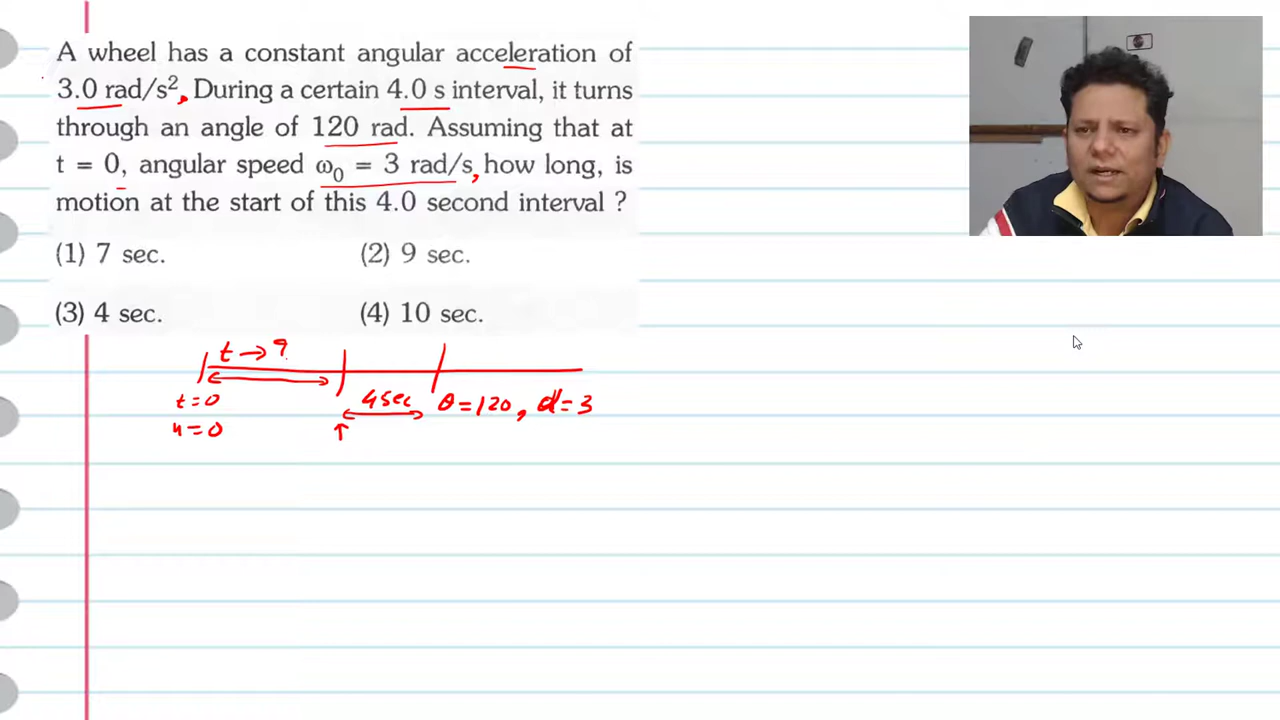 A wheel has a constant angular acceleration of
3.0 rad/s², During a certain 4.0 s interval, it turns
through an angle of 120 rad. Assuming that at
t = 0, angular speed ω₀ = 3 rad/s, how long, is
motion at the start of this 4.0 second interval ?
(1) 7 sec. (2) 9 sec.
(3) 4 sec. (4) 10 sec.
t → ?
t = 0 4 sec θ = 120, α = 3
u = 0